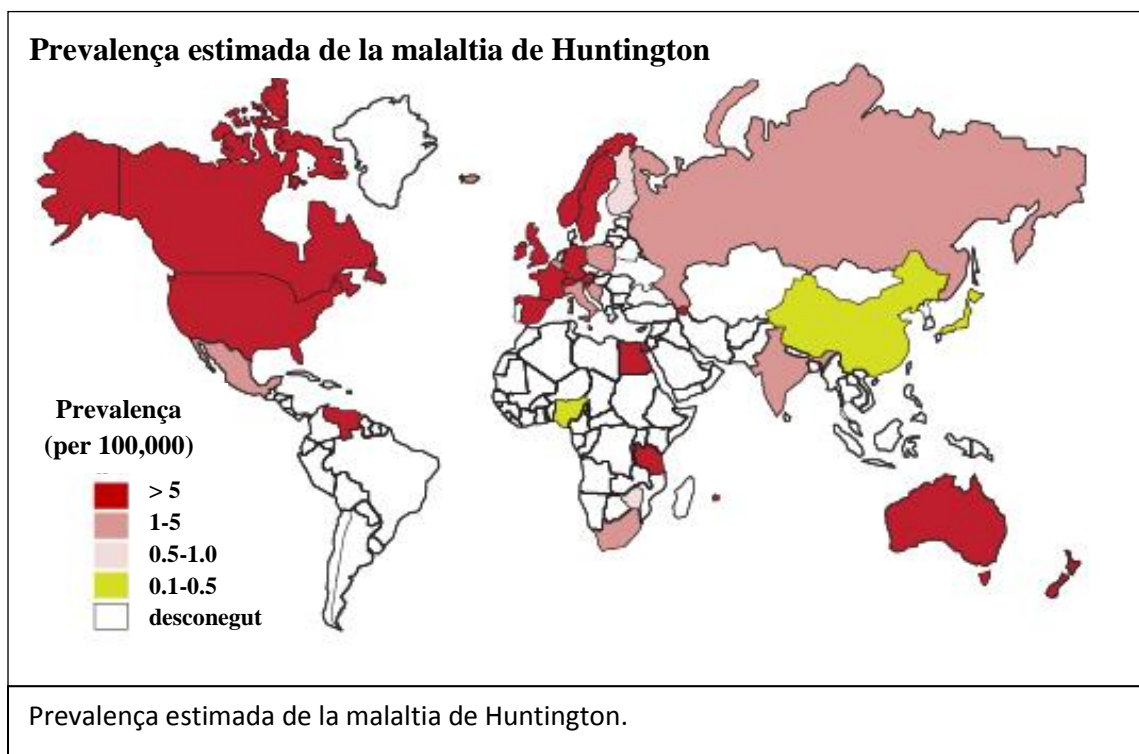 Prevalença estimada de la malaltia de Huntington
Prevalença
(per 100,000)
> 5
1-5
0.5-1.0
0.1-0.5
desconegut
Prevalença estimada de la malaltia de Huntington.